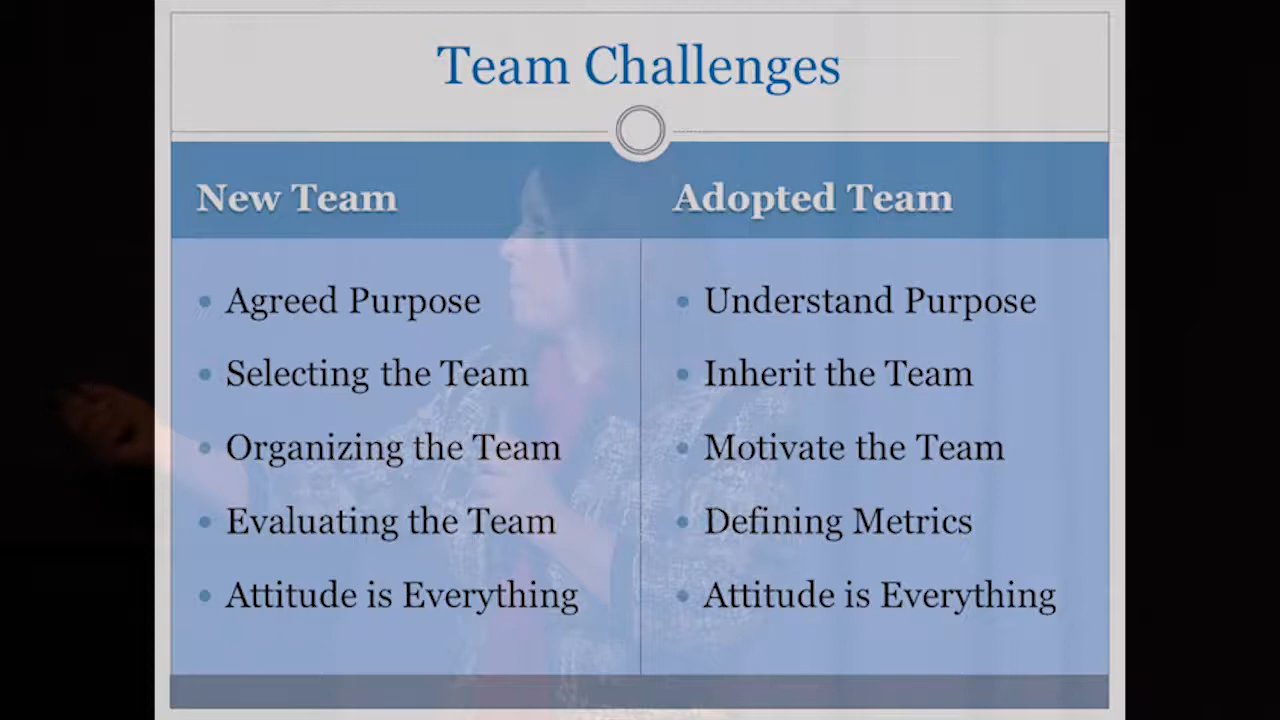 Team Challenges
New Team
Adopted Team
Agreed Purpose
Selecting the Team
Organizing the Team
Evaluating the Team
Attitude is Everything
Understand Purpose
Inherit the Team
Motivate the Team
Defining Metrics
Attitude is Everything